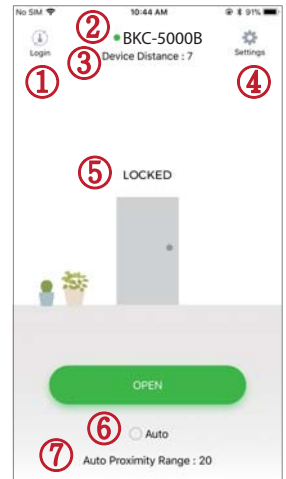 No SIM 10:44 AM 91%
② BKC-5000B
Login ③ Device Distance : 7 Settings
① ④
⑤ LOCKED
OPEN
⑥ Auto
⑦ Auto Proximity Range : 20